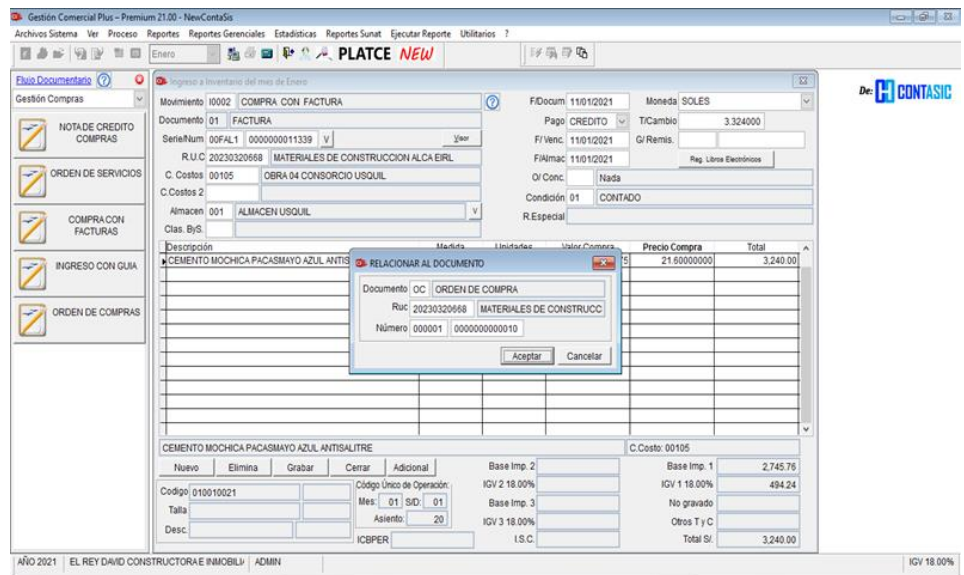 Gestión Comercial Plus – Premium 21.00 - NewContaSis
Archivos Sistema Ver Proceso Reportes Reportes Gerenciales Estadísticas Reportes Sunat Ejecutar Reporte Utilitarios ?
Enero PLATCE NEW
Flujo Documentario ?
Gestión Compras
NOTA DE CREDITO COMPRAS
ORDEN DE SERVICIOS
COMPRA CON FACTURAS
INGRESO CON GUIA
ORDEN DE COMPRAS
De: CONTASIC
Ingreso a Inventario del mes de Enero
Movimiento I0002 COMPRA CON FACTURA ? F/Docum 11/01/2021 Moneda SOLES
Documento 01 FACTURA Pago CREDITO T/Cambio 3.324000
Serie/Num 00FAL1 0000000011339 V Visor F/ Venc. 11/01/2021 G/ Remis.
R.U.C 20230320668 MATERIALES DE CONSTRUCCION ALCA EIRL F/Almac 11/01/2021 Reg. Libros Electrónicos
C. Costos 00105 OBRA 04 CONSORCIO USQUIL O/ Conc. Nada
C.Costos 2 Condición 01 CONTADO
Almacen 001 ALMACEN USQUIL V R.Especial
Clas. ByS.
Descripción Medida Unidades Valor Compra Precio Compra Total
CEMENTO MOCHICA PACASMAYO AZUL ANTIS 75 21.60000000 3,240.00
RELACIONAR AL DOCUMENTO
Documento OC ORDEN DE COMPRA
Ruc 20230320668 MATERIALES DE CONSTRUCC
Número 000001 0000000000010
Aceptar Cancelar
CEMENTO MOCHICA PACASMAYO AZUL ANTISALITRE C.Costo: 00105
Nuevo Elimina Grabar Cerrar Adicional Base Imp. 2 Base Imp. 1 2,745.76
Codigo 010010021 Código Único de Operación: IGV 2 18.00% IGV 1 18.00% 494.24
Talla Mes: 01 S/D: 01 Base Imp. 3 No gravado
Desc. Asiento: 20 IGV 3 18.00% Otros T y C
ICBPER I.S.C. Total S/. 3,240.00
AÑO 2021 EL REY DAVID CONSTRUCTORA E INMOBILI ADMIN IGV 18.00%